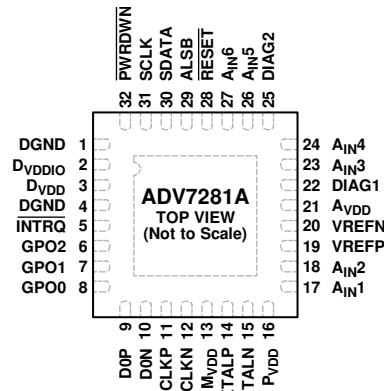 32 PWRDWN
31 SCLK
30 SDATA
29 ALSB
28 RESET
27 AIN6
26 AIN5
25 DIAG2
DGND 1
DVDDIO 2
DVDD 3
DGND 4
INTRQ 5
GPO2 6
GPO1 7
GPO0 8
ADV7281A
TOP VIEW
(Not to Scale)
24 AIN4
23 AIN3
22 DIAG1
21 AVDD
20 VREFN
19 VREFP
18 AIN2
17 AIN1
D0P 9
D0N 10
CLKP 11
CLKN 12
MVDD 13
TALP 14
TALN 15
PVDD 16